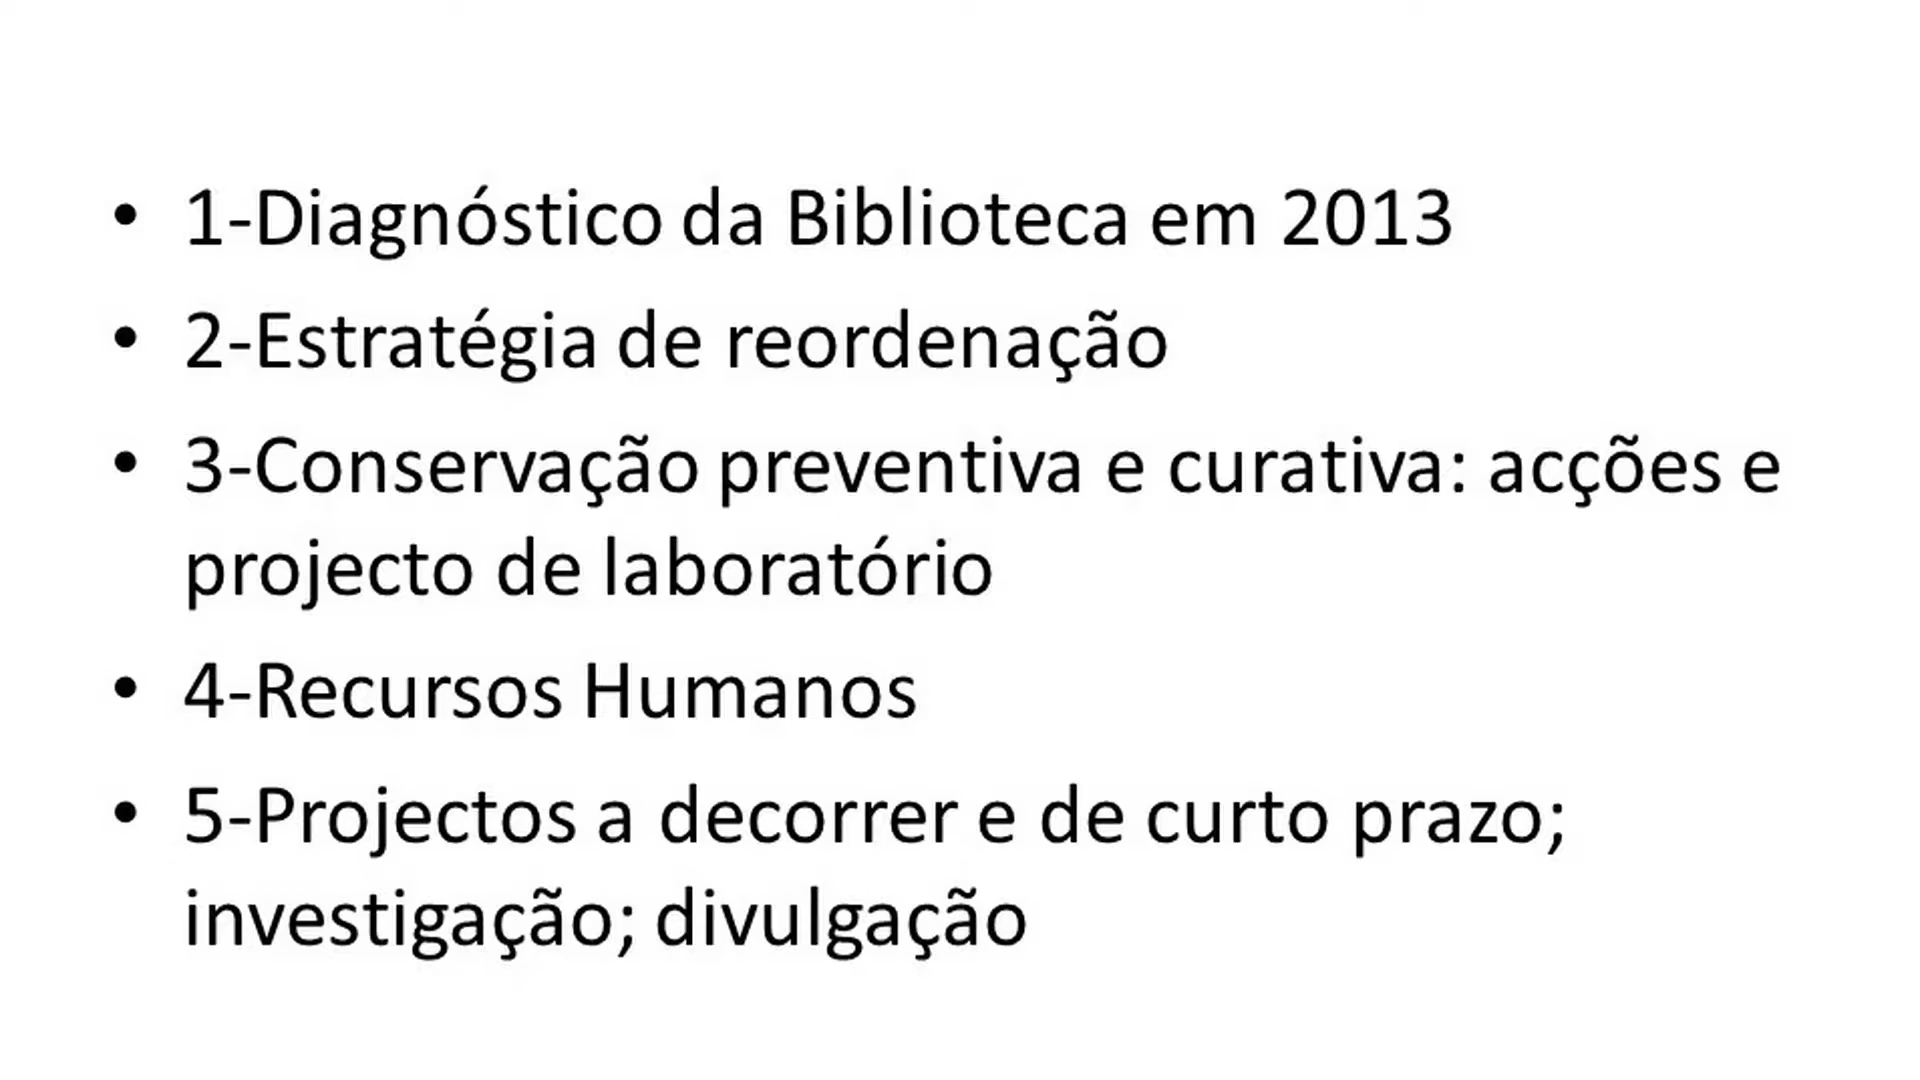 • 1-Diagnóstico da Biblioteca em 2013
• 2-Estratégia de reordenação
• 3-Conservação preventiva e curativa: acções e
projecto de laboratório
• 4-Recursos Humanos
• 5-Projectos a decorrer e de curto prazo;
investigação; divulgação